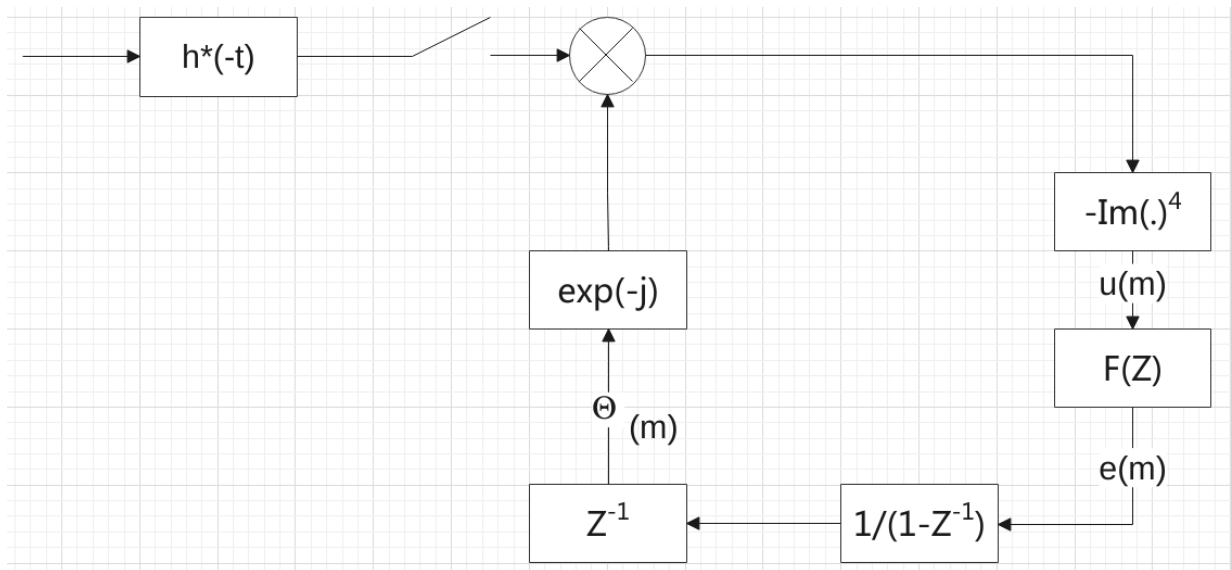 h*(-t)
-Im(.)⁴
exp(-j)
u(m)
F(Z)
Θ
(m)
e(m)
Z⁻¹
1/(1-Z⁻¹)